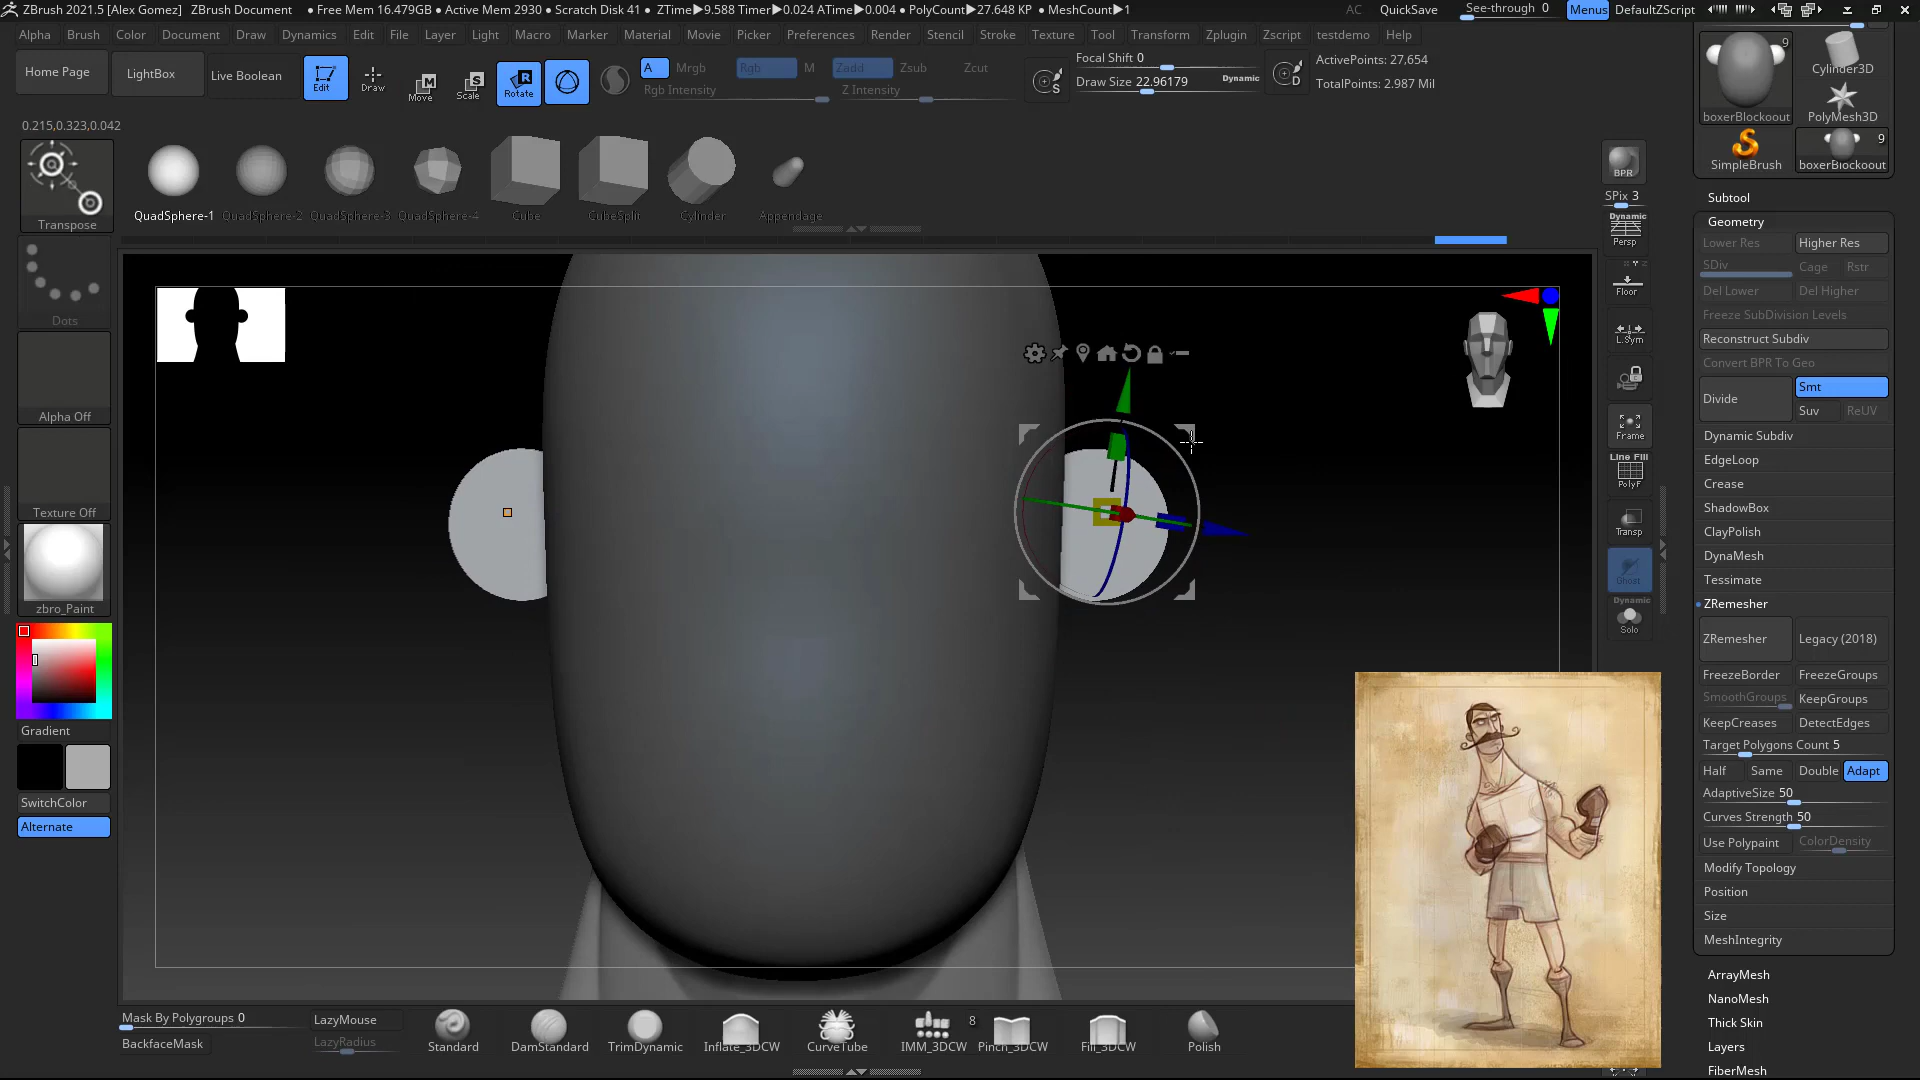 ZBrush 2021.5 [Alex Gomez] ZBrush Document • Free Mem 16.479GB • Active Mem 2930 • Scratch Disk 41 • ZTime▶9.588 Timer▶0.024 ATime▶0.004 • PolyCount▶27.648 KP • MeshCount▶1 AC QuickSave See-through 0 Menus DefaultZScript
Alpha Brush Color Document Draw Dynamics Edit File Layer Light Macro Marker Material Movie Picker Preferences Render Stencil Stroke Texture Tool Transform Zplugin Zscript testdemo Help
Home Page LightBox Live Boolean Edit Draw Move Scale Rotate A Mrgb Rgb M Zadd Zsub Zcut
Rgb Intensity Z Intensity
S Focal Shift 0
Draw Size 22.96179 Dynamic D
ActivePoints: 27,654
TotalPoints: 2.987 Mil
0.215,0.323,0.042
Transpose
Dots
Alpha Off
Texture Off
zbro_Paint
Gradient
SwitchColor
Alternate
QuadSphere-1 QuadSphere-2 QuadSphere-3 QuadSphere-4 Cube CubeSplit Cylinder Appendage
BPR
SPix 3
Dynamic
Persp
Floor
L.Sym
Frame
Line Fill
PolyF
Transp
Ghost
Dynamic
Solo
9
boxerBlockoout
Cylinder3D
PolyMesh3D
SimpleBrush
9
boxerBlockoout
Subtool
Geometry
Lower Res Higher Res
SDiv Cage Rstr
Del Lower Del Higher
Freeze SubDivision Levels
Reconstruct Subdiv
Convert BPR To Geo
Divide Smt
Suv ReUV
Dynamic Subdiv
EdgeLoop
Crease
ShadowBox
ClayPolish
DynaMesh
Tessimate
ZRemesher
ZRemesher Legacy (2018)
FreezeBorder FreezeGroups
SmoothGroups KeepGroups
KeepCreases DetectEdges
Target Polygons Count 5
Half Same Double Adapt
AdaptiveSize 50
Curves Strength 50
Use Polypaint ColorDensity
Modify Topology
Position
Size
MeshIntegrity
ArrayMesh
NanoMesh
Thick Skin
Layers
FiberMesh
Mask By Polygroups 0 LazyMouse
BackfaceMask LazyRadius
Standard DamStandard TrimDynamic Inflate_3DCW CurveTube IMM_3DCW 8 Pinch_3DCW Fill_3DCW Polish